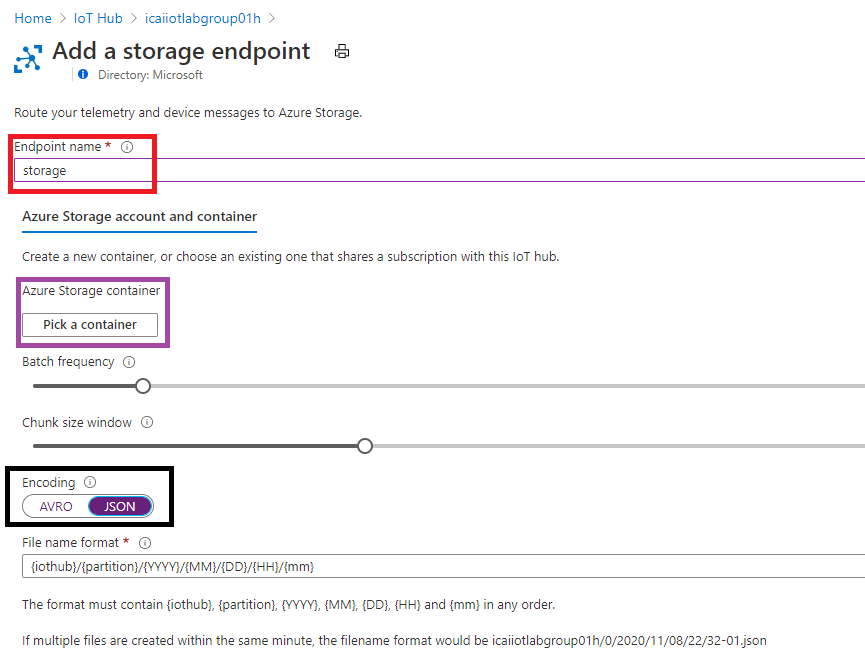 Home > IoT Hub > icaiiotlabgroup01h >
Add a storage endpoint
Directory: Microsoft
Route your telemetry and device messages to Azure Storage.
Endpoint name *
storage
Azure Storage account and container
Create a new container, or choose an existing one that shares a subscription with this IoT hub.
Azure Storage container
Pick a container
Batch frequency
Chunk size window
Encoding
AVRO JSON
File name format *
{iothub}/{partition}/{YYYY}/{MM}/{DD}/{HH}/{mm}
The format must contain {iothub}, {partition}, {YYYY}, {MM}, {DD}, {HH} and {mm} in any order.
If multiple files are created within the same minute, the filename format would be icaiiotlabgroup01h/0/2020/11/08/22/32-01.json